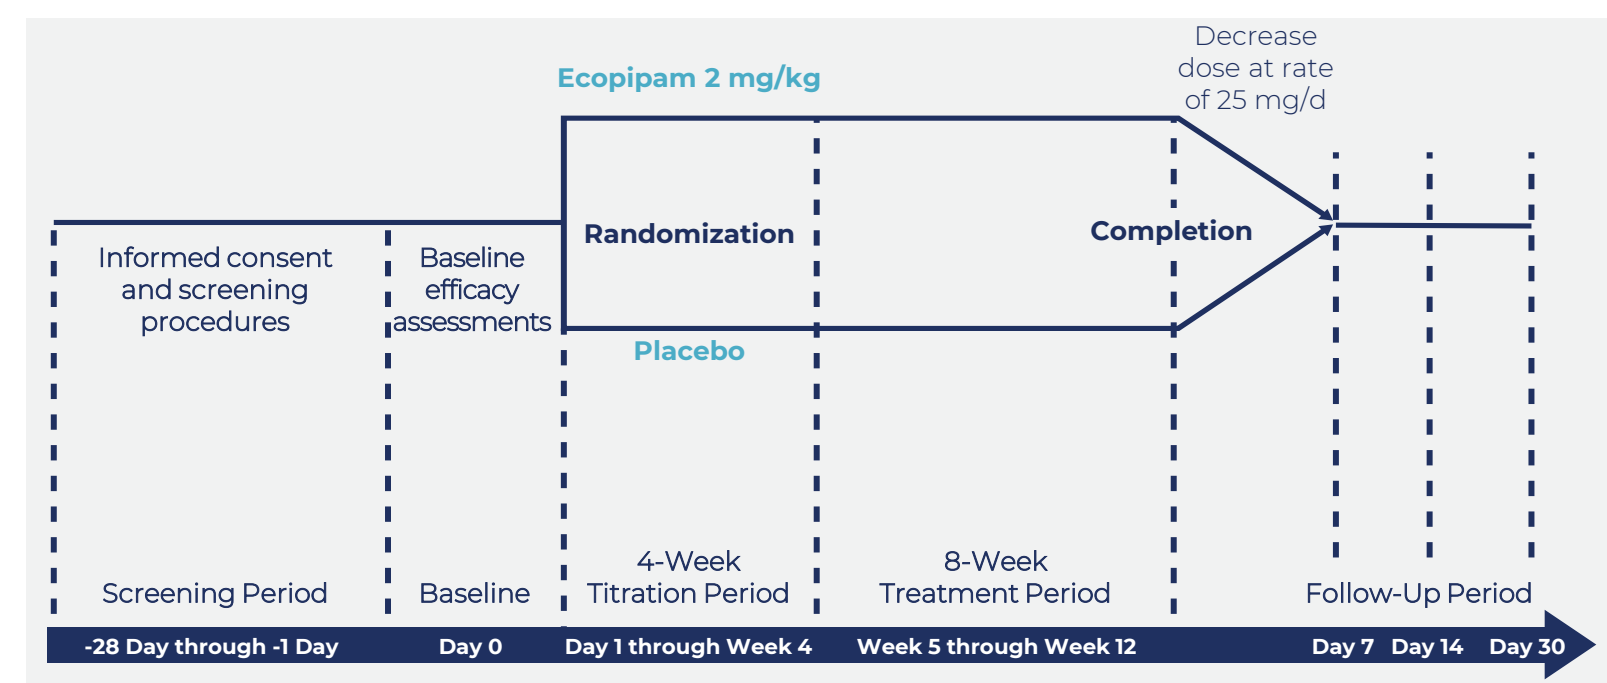 Decrease
dose at rate
of 25 mg/d
Ecopipam 2 mg/kg
Randomization
Completion
Informed consent
and screening
procedures
Baseline
efficacy
assessments
Placebo
Screening Period
Baseline
4-Week
Titration Period
8-Week
Treatment Period
Follow-Up Period
-28 Day through -1 Day
Day 0
Day 1 through Week 4
Week 5 through Week 12
Day 7
Day 14
Day 30